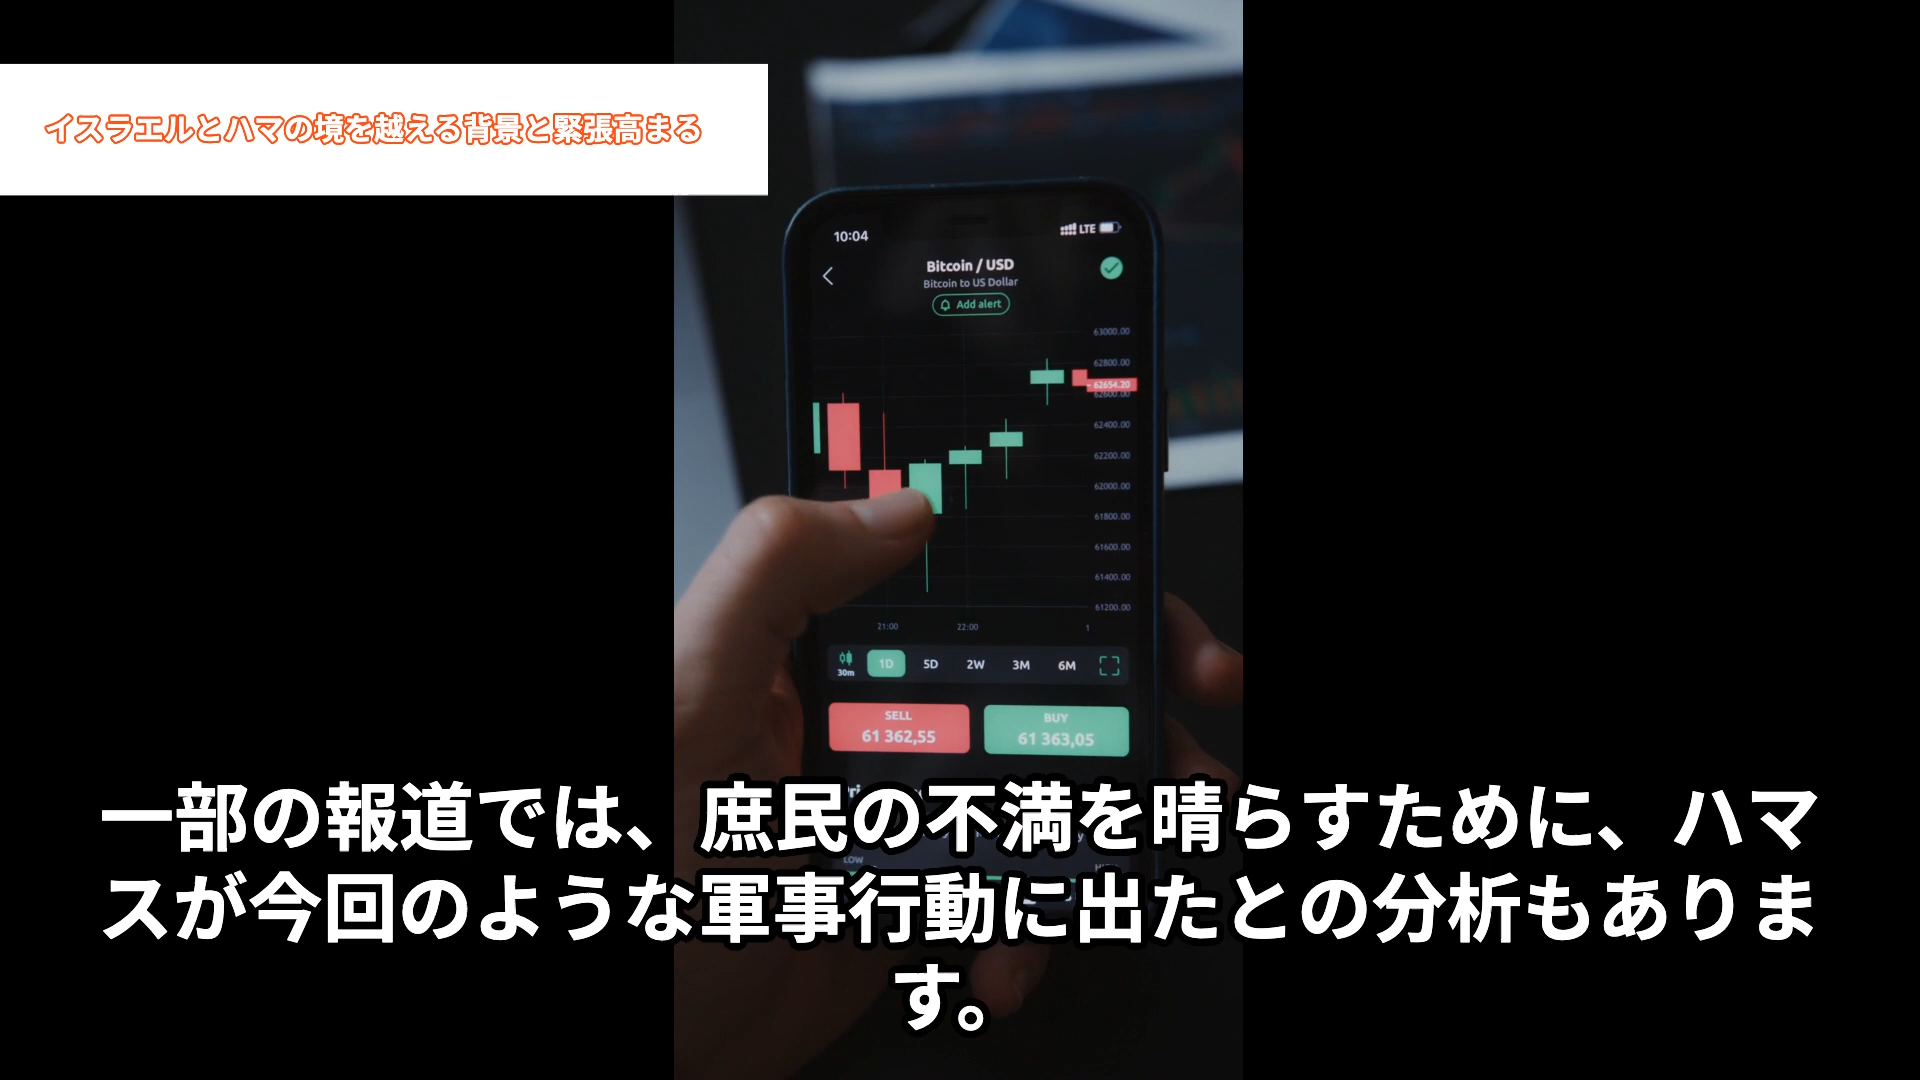 イスラエルとハマの境を越える背景と緊張高まる
10:04
LTE
Bitcoin / USD
Bitcoin to US Dollar
Add alert
63000.00
62800.00
62654.20
62600.00
62400.00
62200.00
62000.00
61800.00
61600.00
61400.00
61200.00
21:00 22:00 1
30m 1D 5D 2W 3M 6M
SELL BUY
61 362,55 61 363,05
一部の報道では、庶民の不満を晴らすために、ハマ
LOW
スが今回のような軍事行動に出たとの分析もありま
す。